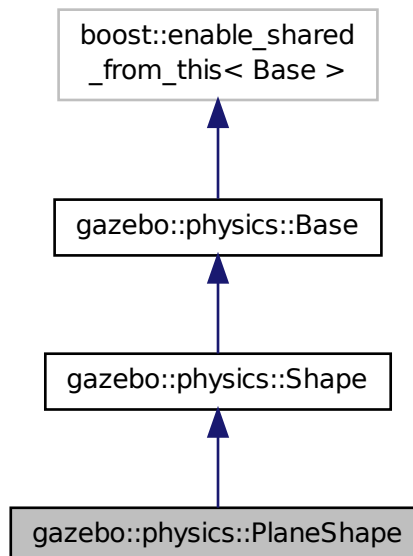 boost::enable_shared
_from_this< Base >
gazebo::physics::Base
gazebo::physics::Shape
gazebo::physics::PlaneShape